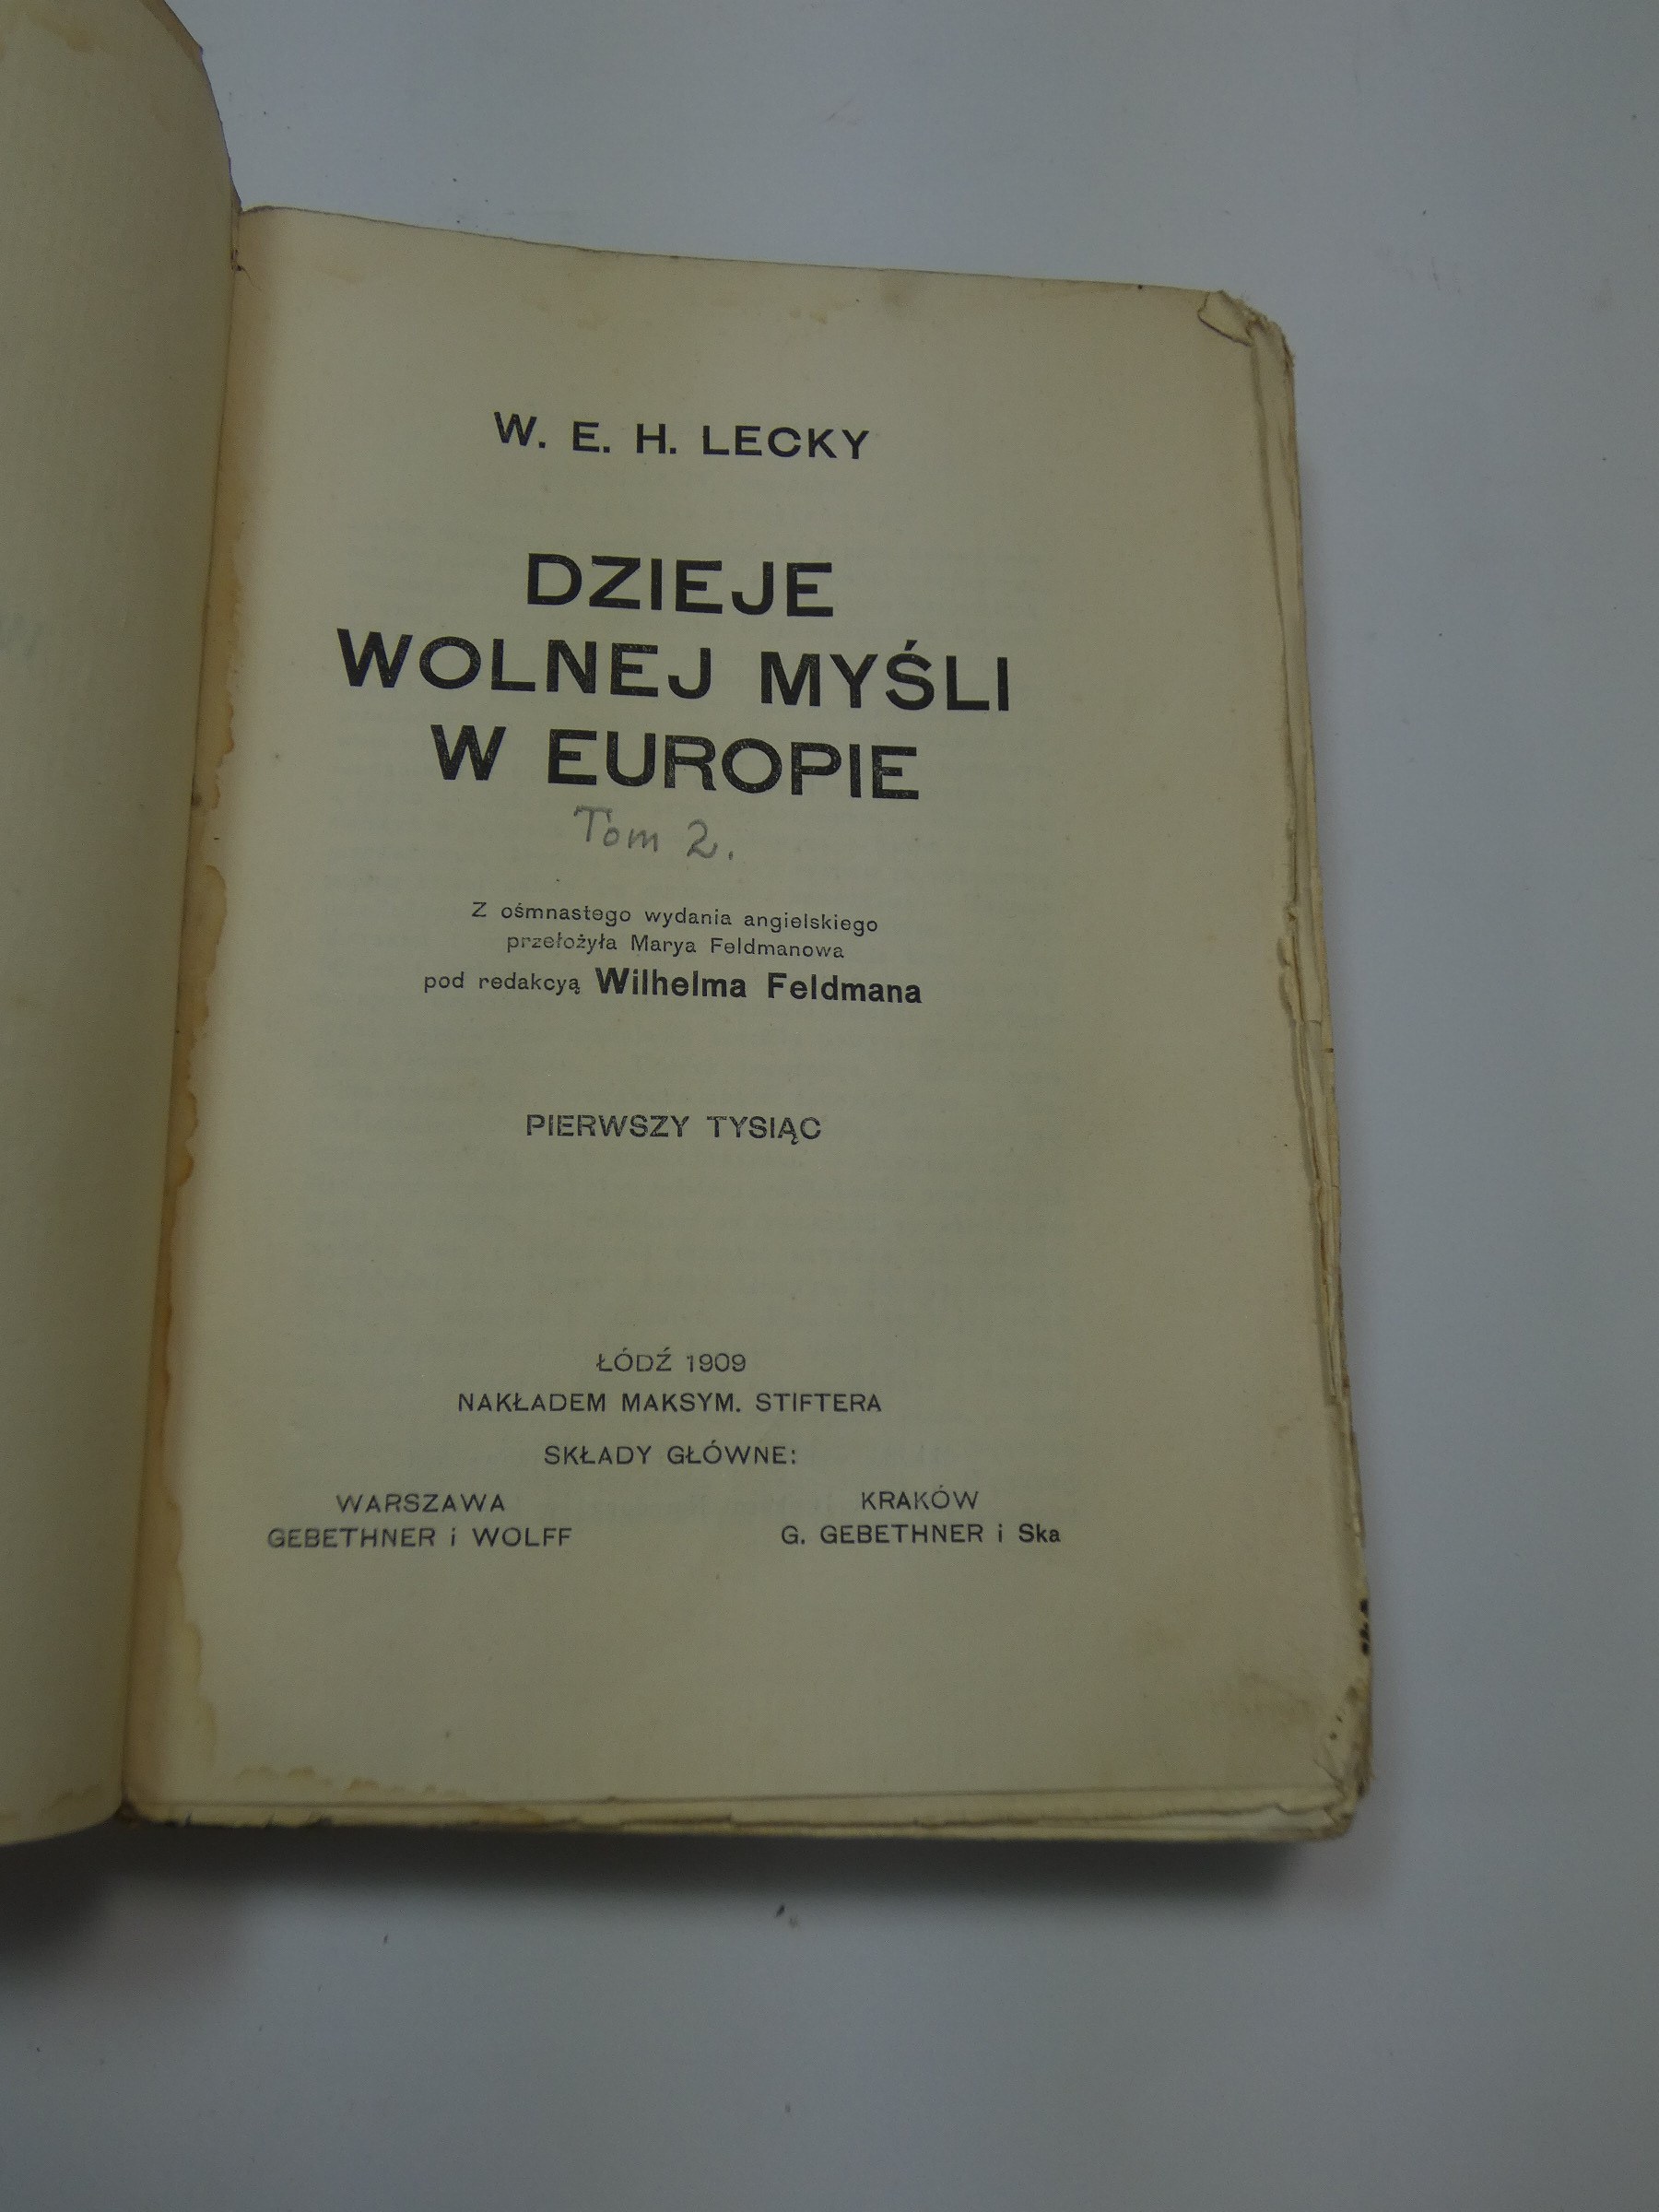 W. E. H. LECKY
DZIEJE
WOLNEJ MYŚLI
W EUROPIE
Tom 2.
Z ośmnastego wydania angielskiego
przełożyła Marya Feldmanowa
pod redakcyą Wilhelma Feldmana
PIERWSZY TYSIĄC
ŁÓDŹ 1909
NAKŁADEM MAKSYM. STIFTERA
SKŁADY GŁÓWNE:
WARSZAWA
GEBETHNER i WOLFF
KRAKÓW
G. GEBETHNER i Ska